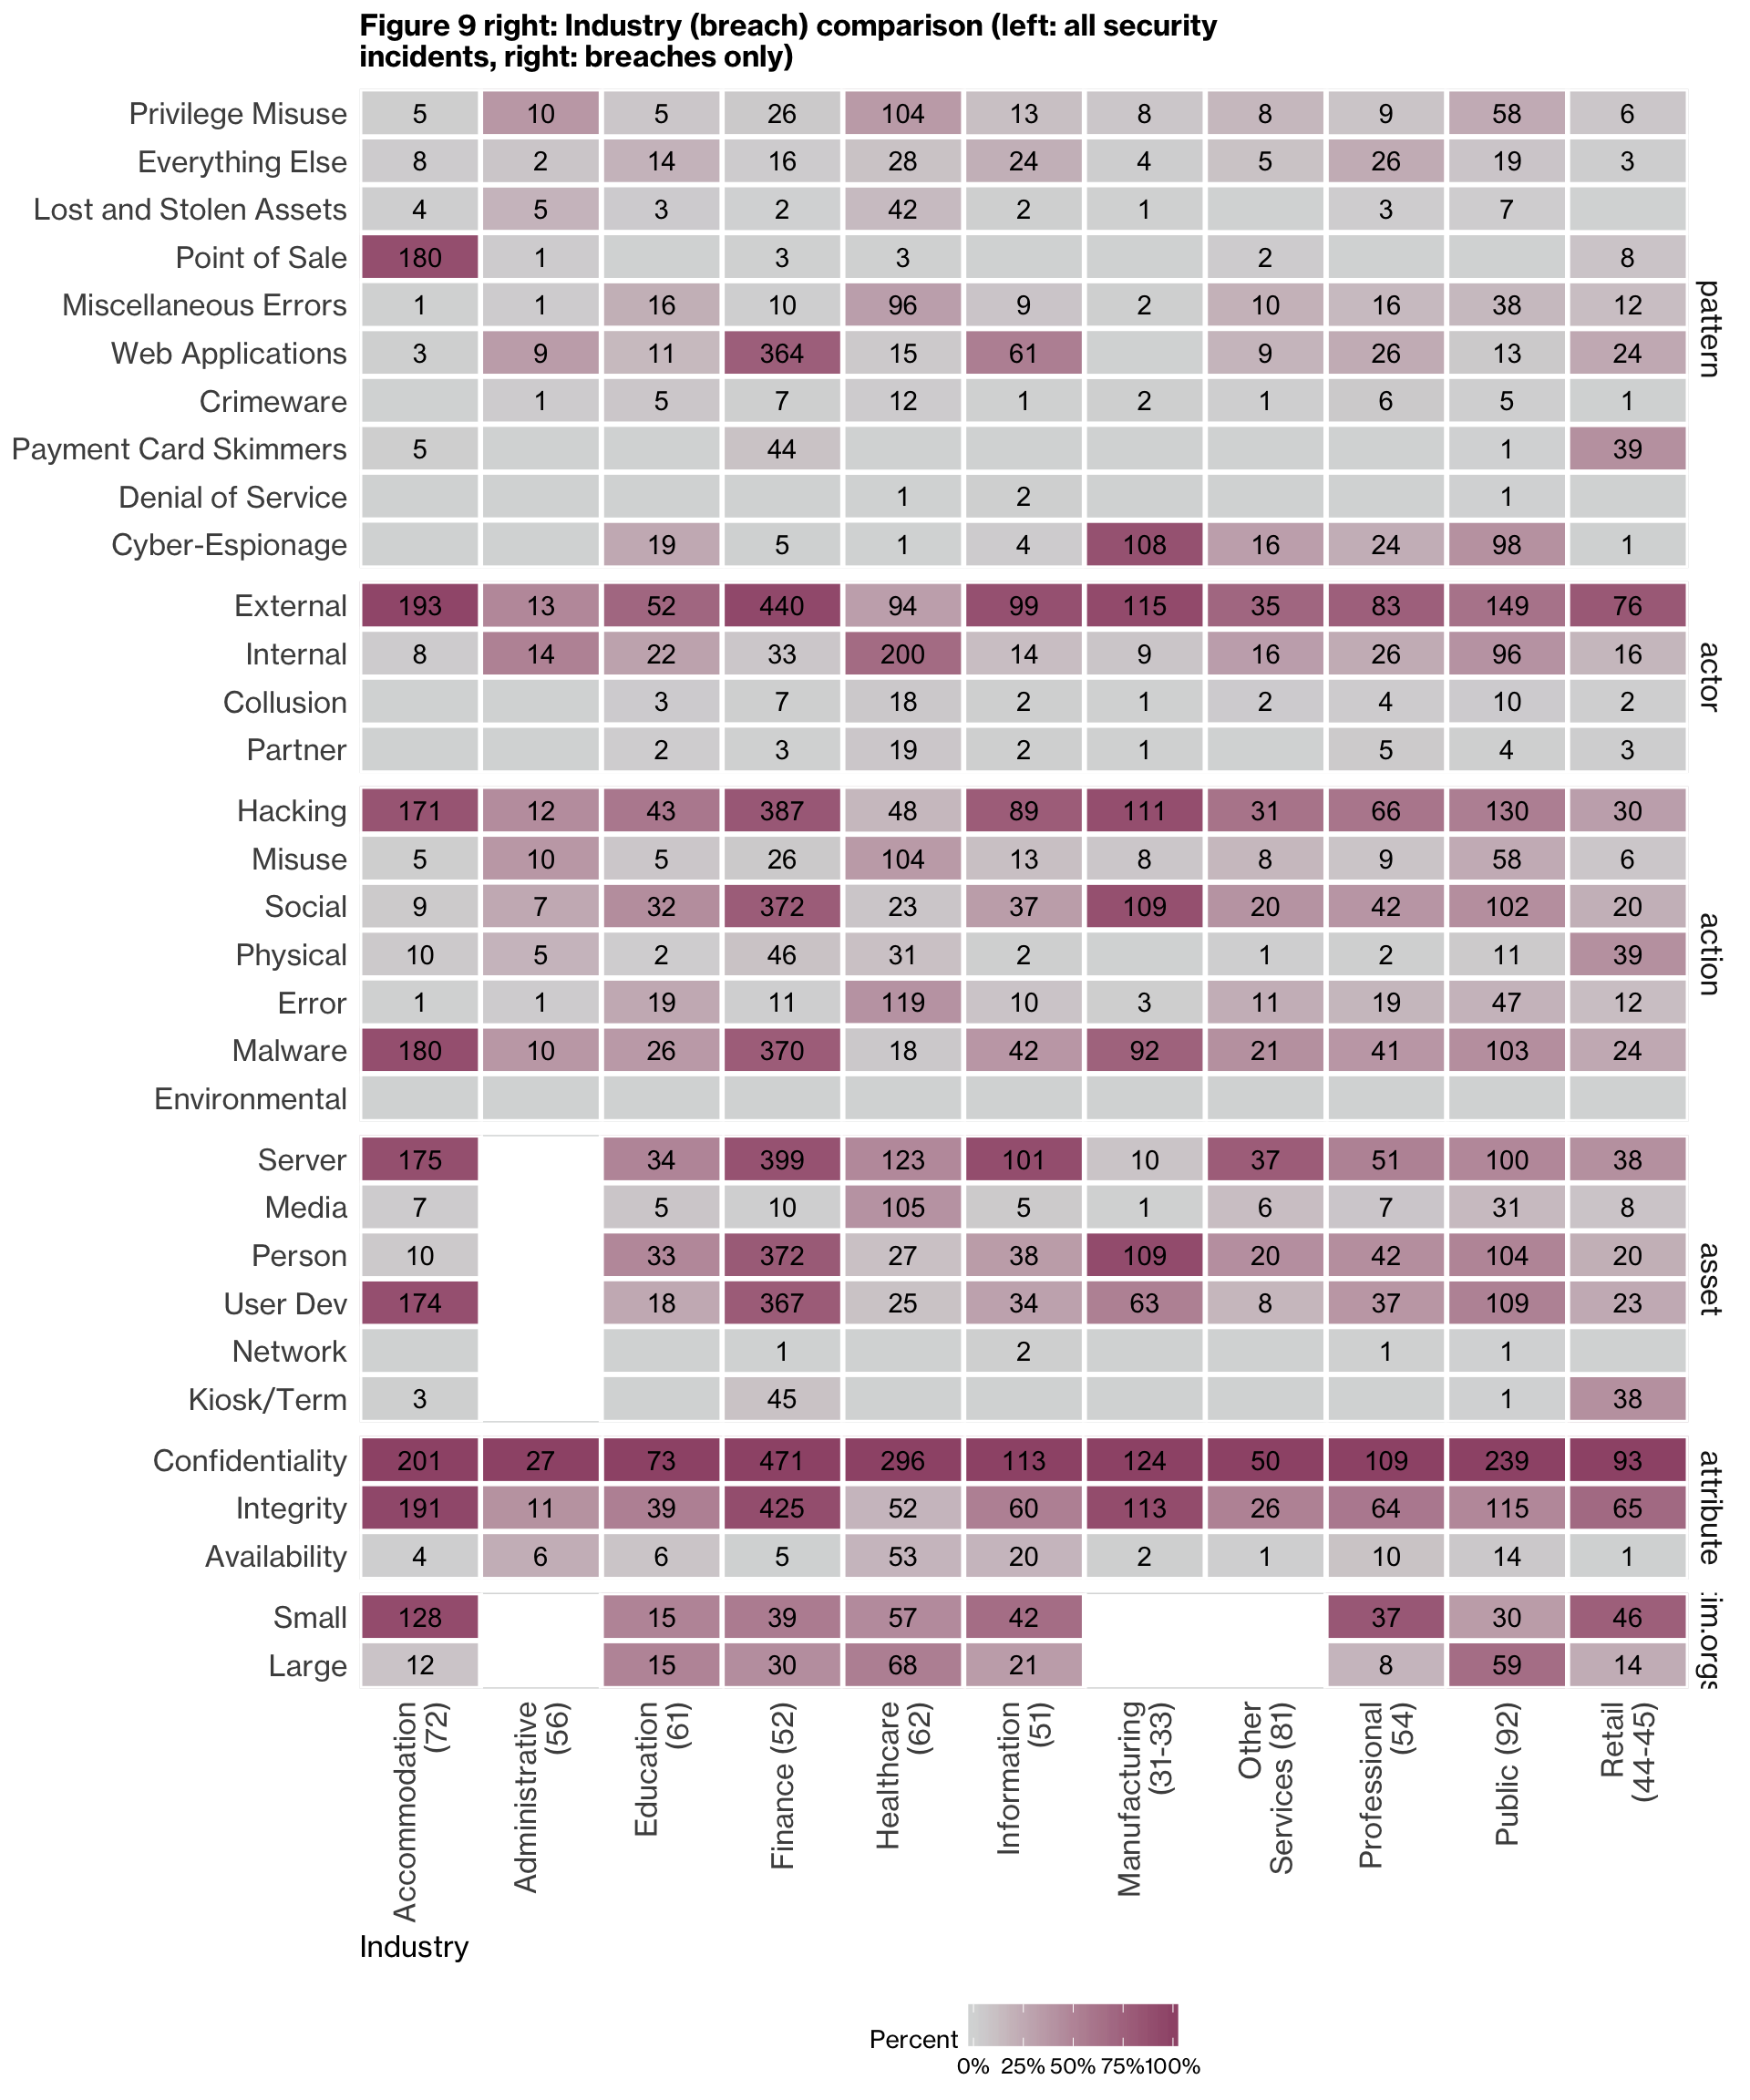 Figure 9 right: Industry (breach) comparison (left: all security
incidents, right: breaches only)
Privilege Misuse 5 10 5 26 104 13 8 8 9 58 6
Everything Else 8 2 14 16 28 24 4 5 26 19 3
Lost and Stolen Assets 4 5 3 2 42 2 1 3 7
Point of Sale 180 1 3 3 2 8
Miscellaneous Errors 1 1 16 10 96 9 2 10 16 38 12
Web Applications 3 9 11 364 15 61 9 26 13 24
Crimeware 1 5 7 12 1 2 1 6 5 1
Payment Card Skimmers 5 44 1 39
Denial of Service 1 2 1
Cyber-Espionage 19 5 1 4 108 16 24 98 1
pattern
External 193 13 52 440 94 99 115 35 83 149 76
Internal 8 14 22 33 200 14 9 16 26 96 16
Collusion 3 7 18 2 1 2 4 10 2
Partner 2 3 19 2 1 5 4 3
actor
Hacking 171 12 43 387 48 89 111 31 66 130 30
Misuse 5 10 5 26 104 13 8 8 9 58 6
Social 9 7 32 372 23 37 109 20 42 102 20
Physical 10 5 2 46 31 2 1 2 11 39
Error 1 1 19 11 119 10 3 11 19 47 12
Malware 180 10 26 370 18 42 92 21 41 103 24
Environmental
action
Server 175 34 399 123 101 10 37 51 100 38
Media 7 5 10 105 5 1 6 7 31 8
Person 10 33 372 27 38 109 20 42 104 20
User Dev 174 18 367 25 34 63 8 37 109 23
Network 1 2 1 1
Kiosk/Term 3 45 1 38
asset
Confidentiality 201 27 73 471 296 113 124 50 109 239 93
Integrity 191 11 39 425 52 60 113 26 64 115 65
Availability 4 6 6 5 53 20 2 1 10 14 1
attribute
Small 128 15 39 57 42 37 30 46
Large 12 15 30 68 21 8 59 14
im.orgs
Accommodation
(72)
Administrative
(56)
Education
(61)
Finance (52)
Healthcare
(62)
Information
(51)
Manufacturing
(31-33)
Other
Services (81)
Professional
(54)
Public (92)
Retail
(44-45)
Industry
Percent
0% 25% 50% 75% 100%